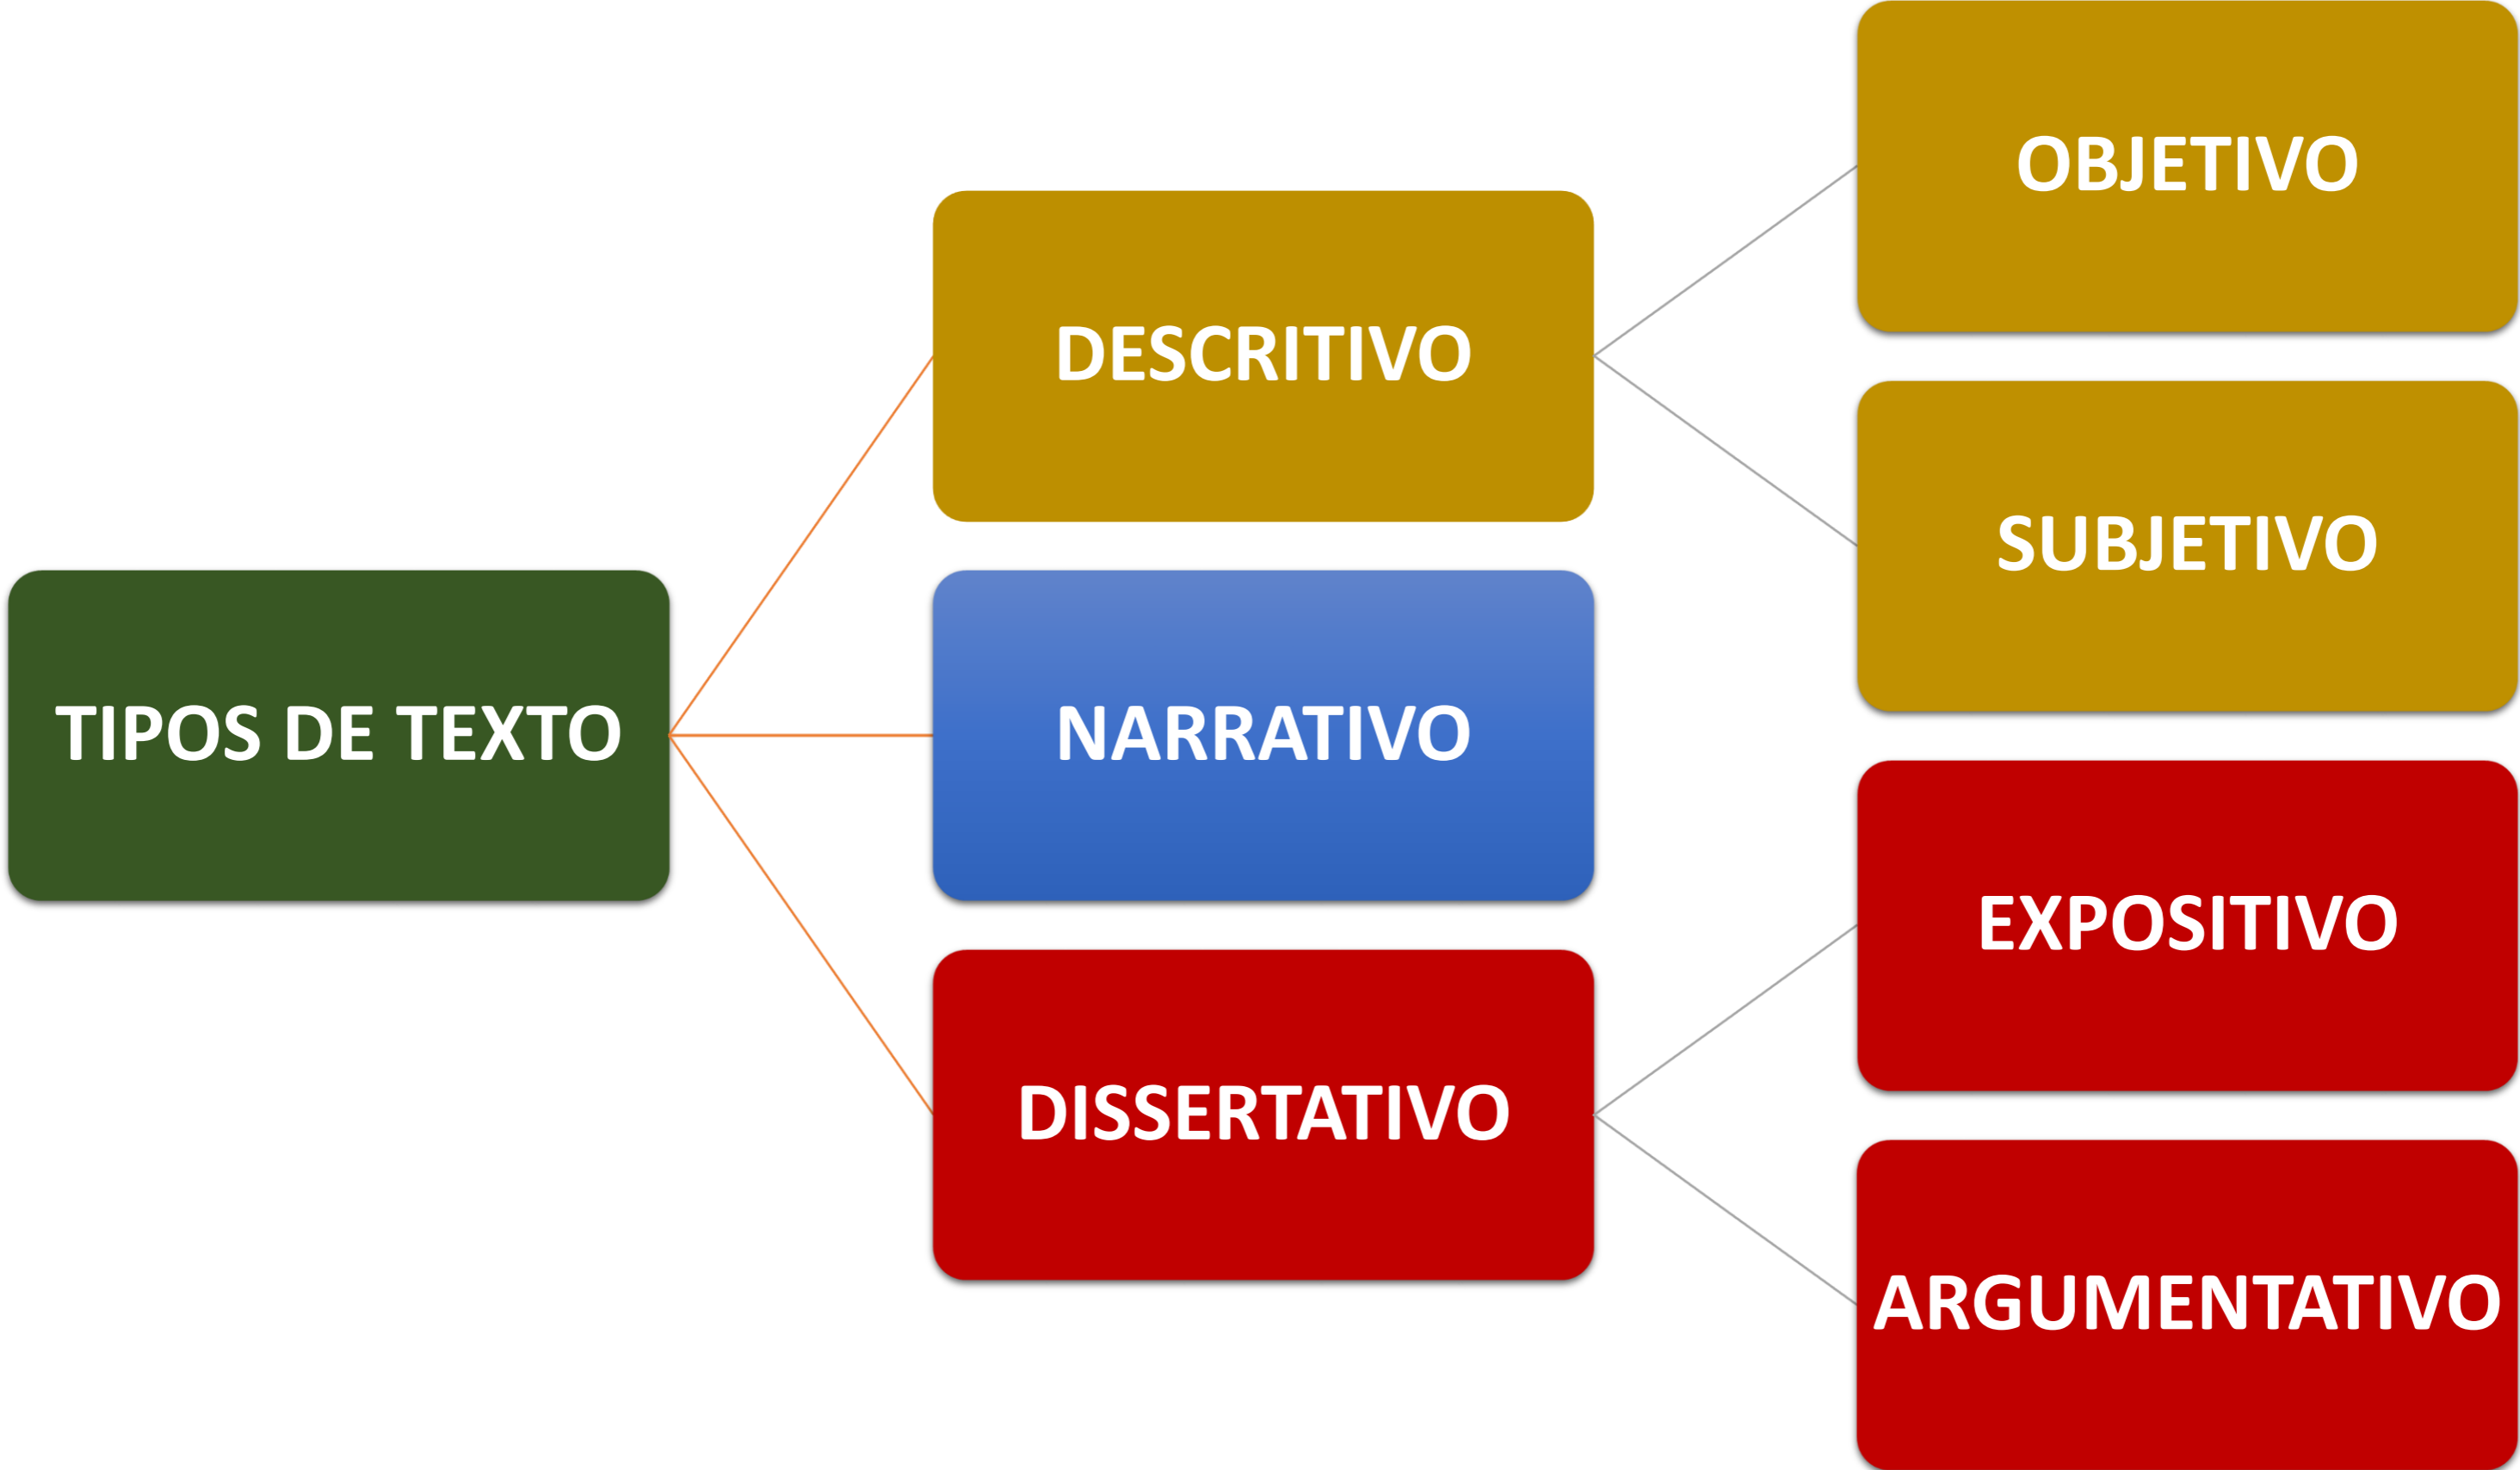 TIPOS DE TEXTO
DESCRITIVO
OBJETIVO
SUBJETIVO
NARRATIVO
DISSERTATIVO
EXPOSITIVO
ARGUMENTATIVO